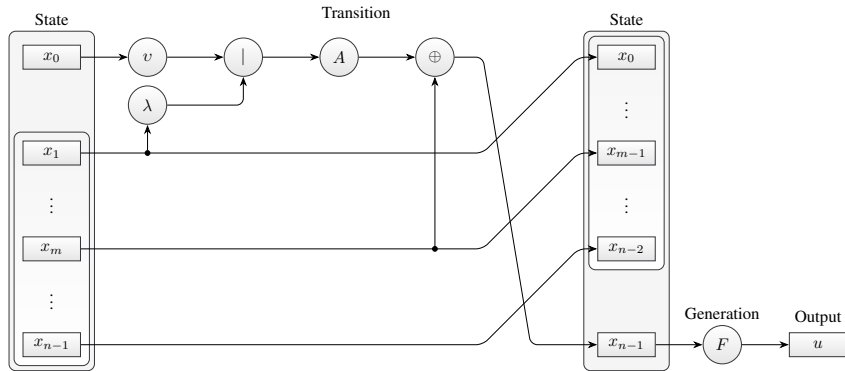 Transition
State
State
x_0
υ
|
A
⊕
x_0
⋮
λ
x_1
x_{m−1}
⋮
⋮
x_m
x_{n−2}
⋮
Generation
Output
x_{n−1}
x_{n−1}
F
u